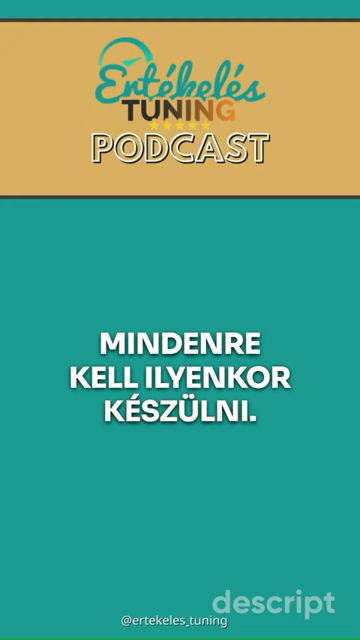 Értékelés
TUNING
PODCAST
MINDENRE
KELL ILYENKOR
KÉSZÜLNI.
descript
@ertekeles_tuning